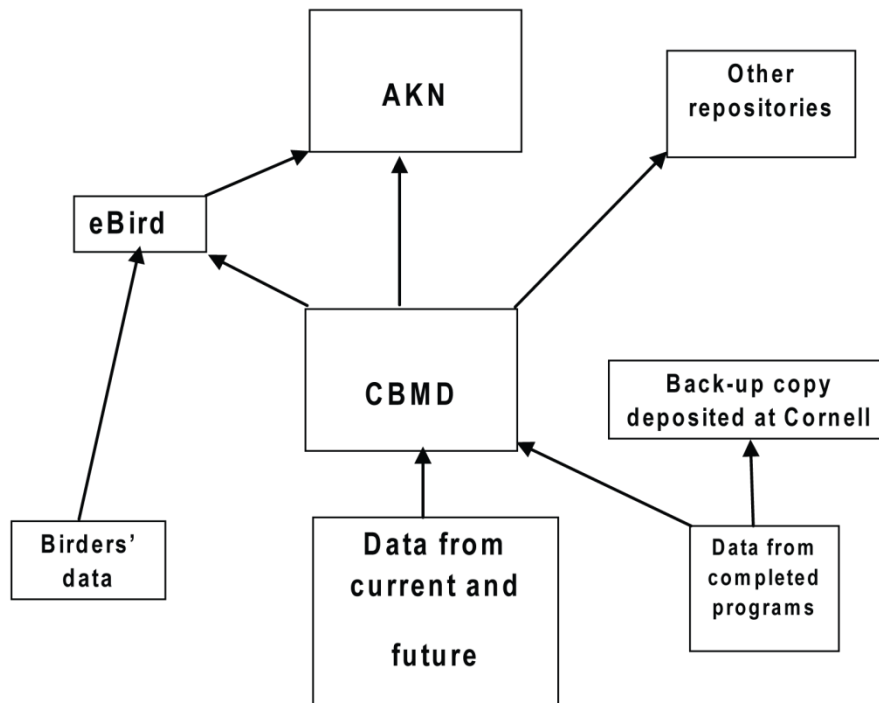 AKN
Other
repositories
eBird
CBMD
Back-up copy
deposited at Cornell
Birders’
data
Data from
current and
future
Data from
completed
programs